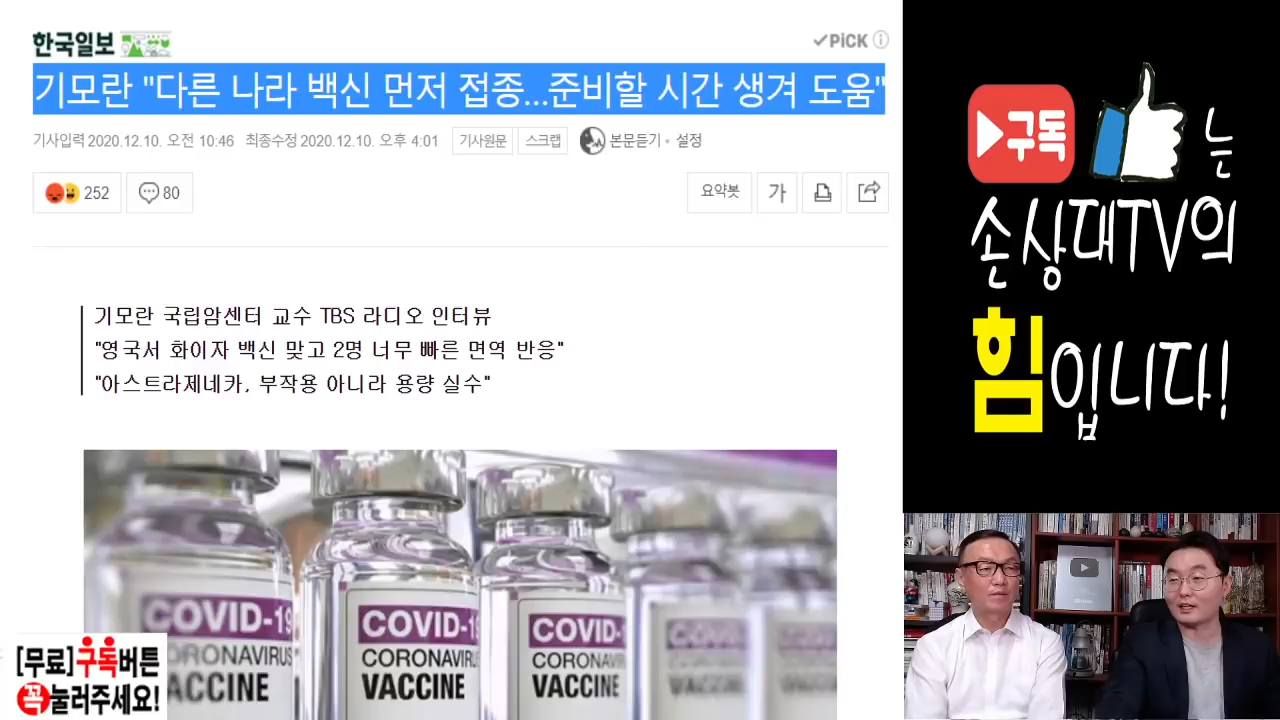 한국일보
PiCK
기모란 "다른 나라 백신 먼저 접종...준비할 시간 생겨 도움"
기사입력 2020.12.10. 오전 10:46 최종수정 2020.12.10. 오후 4:01 기사원문 스크랩 본문듣기 · 설정
252 80 요약봇 가
기모란 국립암센터 교수 TBS 라디오 인터뷰
"영국서 화이자 백신 맞고 2명 너무 빠른 면역 반응"
"아스트라제네카, 부작용 아니라 용량 실수"
COVID-19
CORONAVIRUS
VACCINE
COVID-19
CORONAVIRUS
VACCINE
COVID-1
CORONAVIRUS
VACCINE
[무료]구독버튼
꼭눌러주세요!
구독 는
손상대TV의
힘입니다!